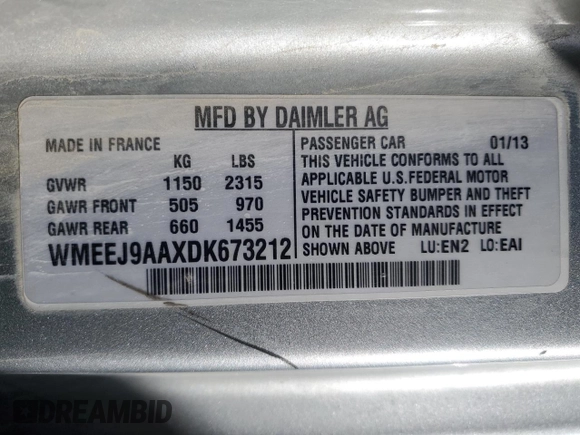 MFD BY DAIMLER AG
MADE IN FRANCE
KG LBS
GVWR 1150 2315
GAWR FRONT 505 970
GAWR REAR 660 1455
WMEEJ9AAXDK673212
PASSENGER CAR 01/13
THIS VEHICLE CONFORMS TO ALL
APPLICABLE U.S.FEDERAL MOTOR
VEHICLE SAFETY BUMPER AND THEFT
PREVENTION STANDARDS IN EFFECT
ON THE DATE OF MANUFACTURE
SHOWN ABOVE LU:EN2 LO:EAI
DREAMBID